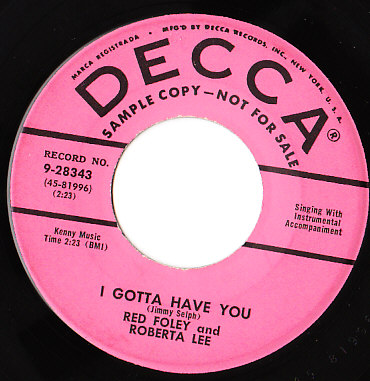 MARCA REGISTRADA • MF'D BY DECCA RECORDS, INC., NEW YORK, U.S.A.
DECCA®
SAMPLE COPY—NOT FOR SALE
RECORD NO.
9-28343
(45-81996)
(2:23)
Kenny Music
Time 2:23 (BMI)
Singing With
Instrumental
Accompaniment
I GOTTA HAVE YOU
(Jimmy Selph)
RED FOLEY and
ROBERTA LEE